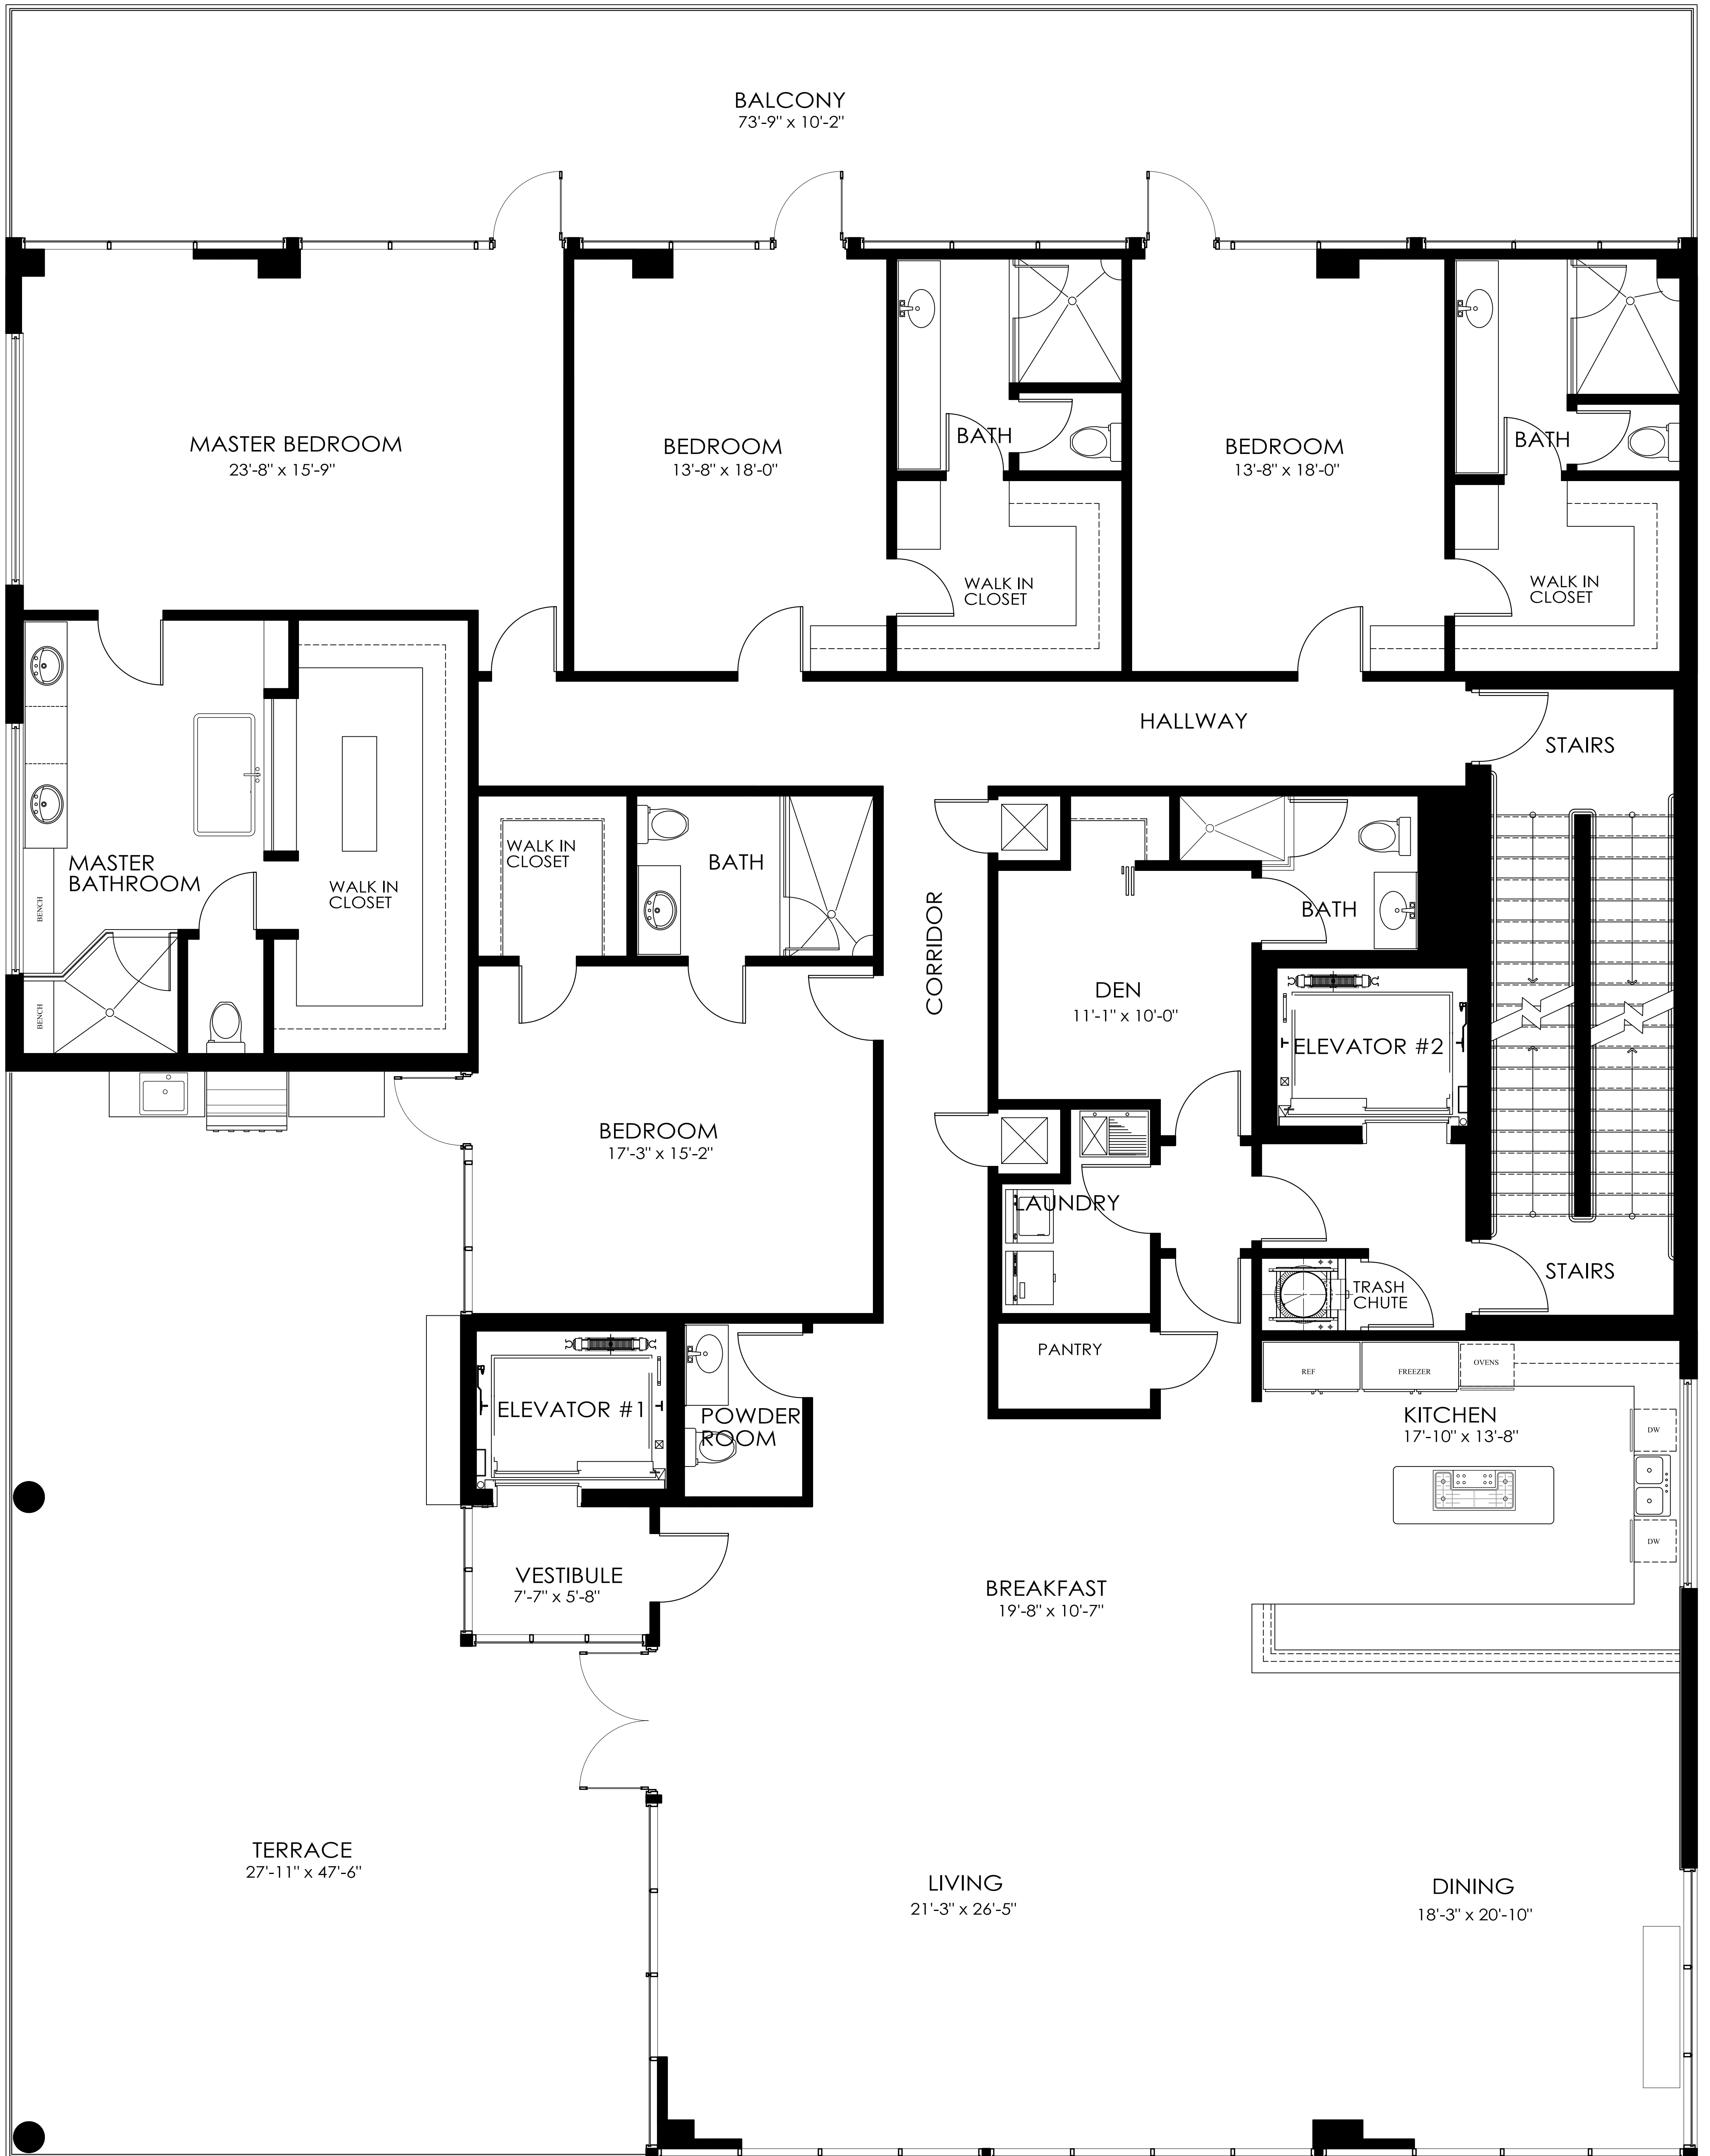 BALCONY
73'-9" x 10'-2"
MASTER BEDROOM
23'-8" x 15'-9"
BEDROOM
13'-8" x 18'-0"
BATH
BEDROOM
13'-8" x 18'-0"
BATH
WALK IN
CLOSET
WALK IN
CLOSET
HALLWAY
STAIRS
MASTER
BATHROOM
WALK IN
CLOSET
BENCH
BENCH
WALK IN
CLOSET
BATH
CORRIDOR
BATH
DEN
11'-1" x 10'-0"
ELEVATOR #2
BEDROOM
17'-3" x 15'-2"
LAUNDRY
STAIRS
TRASH
CHUTE
PANTRY
REF
FREEZER
OVENS
ELEVATOR #1
POWDER
ROOM
KITCHEN
17'-10" x 13'-8"
DW
DW
VESTIBULE
7'-7" x 5'-8"
BREAKFAST
19'-8" x 10'-7"
TERRACE
27'-11" x 47'-6"
LIVING
21'-3" x 26'-5"
DINING
18'-3" x 20'-10"